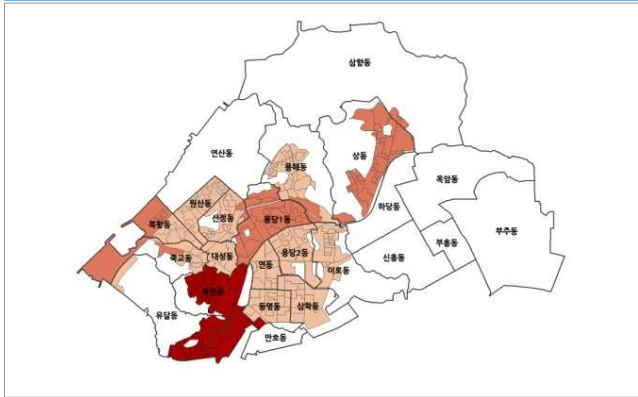 삼향동
연산동
용해동
상동
옥암동
원산동
산정동
하당동
북항동
용당1동
부주동
부흥동
죽교동
대성동
연동
용당2동
신흥동
이로동
목원동
유달동
동명동
삼학동
만호동